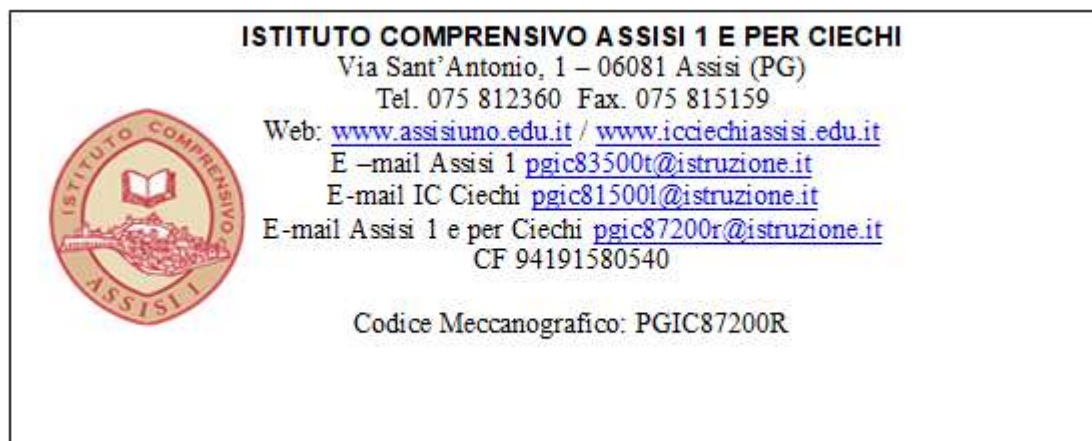 ISTITUTO COMPRENSIVO ASSISI 1 E PER CIECHI
Via Sant’Antonio, 1 – 06081 Assisi (PG)
Tel. 075 812360 Fax. 075 815159
Web: www.assisiuno.edu.it / www.icciechiassisi.edu.it
E –mail Assisi 1 pgic83500t@istruzione.it
E-mail IC Ciechi pgic81500l@istruzione.it
E-mail Assisi 1 e per Ciechi pgic87200r@istruzione.it
CF 94191580540
Codice Meccanografico: PGIC87200R
ISTITUTO COMPRENSIVO
ASSISI 1